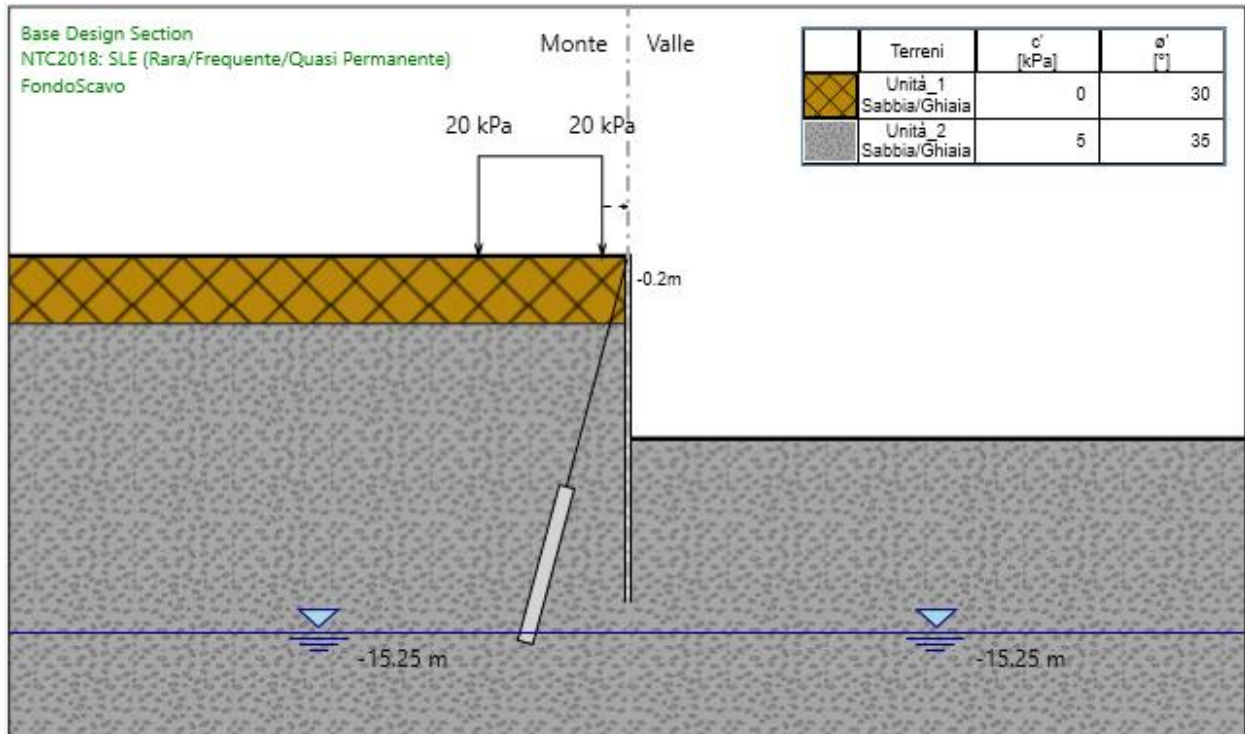 Base Design Section
NTC2018: SLE (Rara/Frequente/Quasi Permanente)
FondoScavo
Monte
Valle
Terreni
c'
[kPa]
ø'
[°]
Unità_1
Sabbia/Ghiaia
0
30
Unità_2
Sabbia/Ghiaia
5
35
20 kPa
20 kPa
-0.2m
-15.25 m
-15.25 m